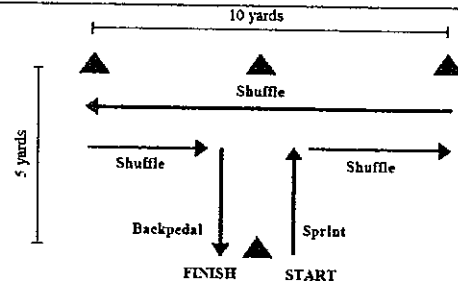 10 yards
Shuffle
5 yards
Shuffle
Shuffle
Backpedal
Sprint
FINISH
START